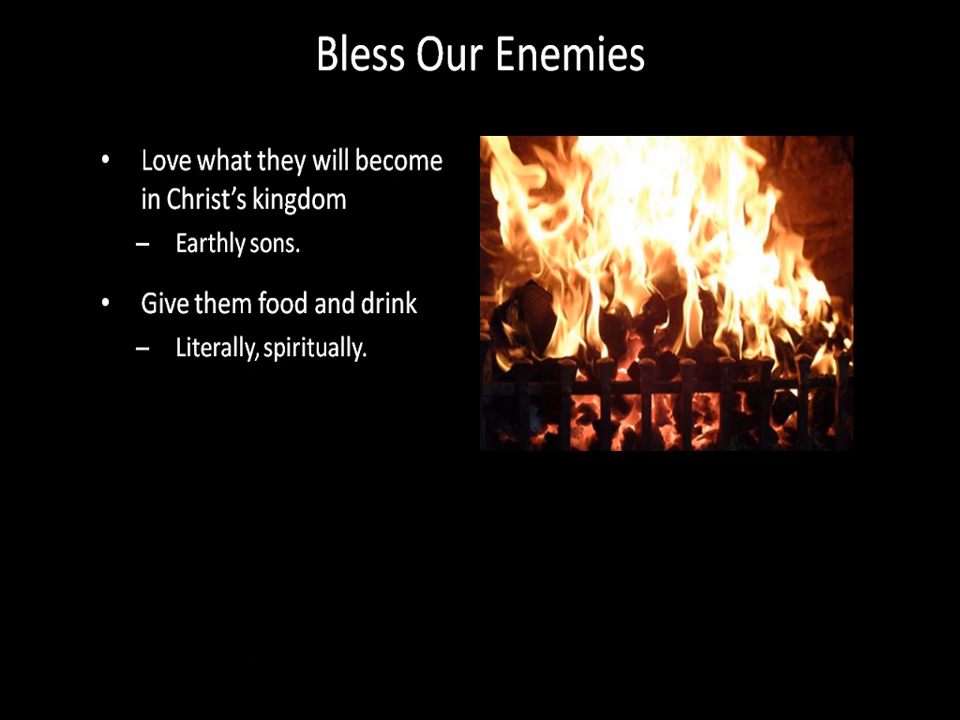 Bless Our Enemies
• Love what they will become
in Christ’s kingdom
– Earthly sons.
• Give them food and drink
– Literally, spiritually.